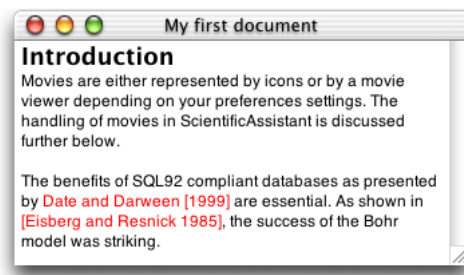 My first document
Introduction
Movies are either represented by icons or by a movie
viewer depending on your preferences settings. The
handling of movies in ScientificAssistant is discussed
further below.
The benefits of SQL92 compliant databases as presented
by Date and Darween [1999] are essential. As shown in
[Eisberg and Resnick 1985], the success of the Bohr
model was striking.